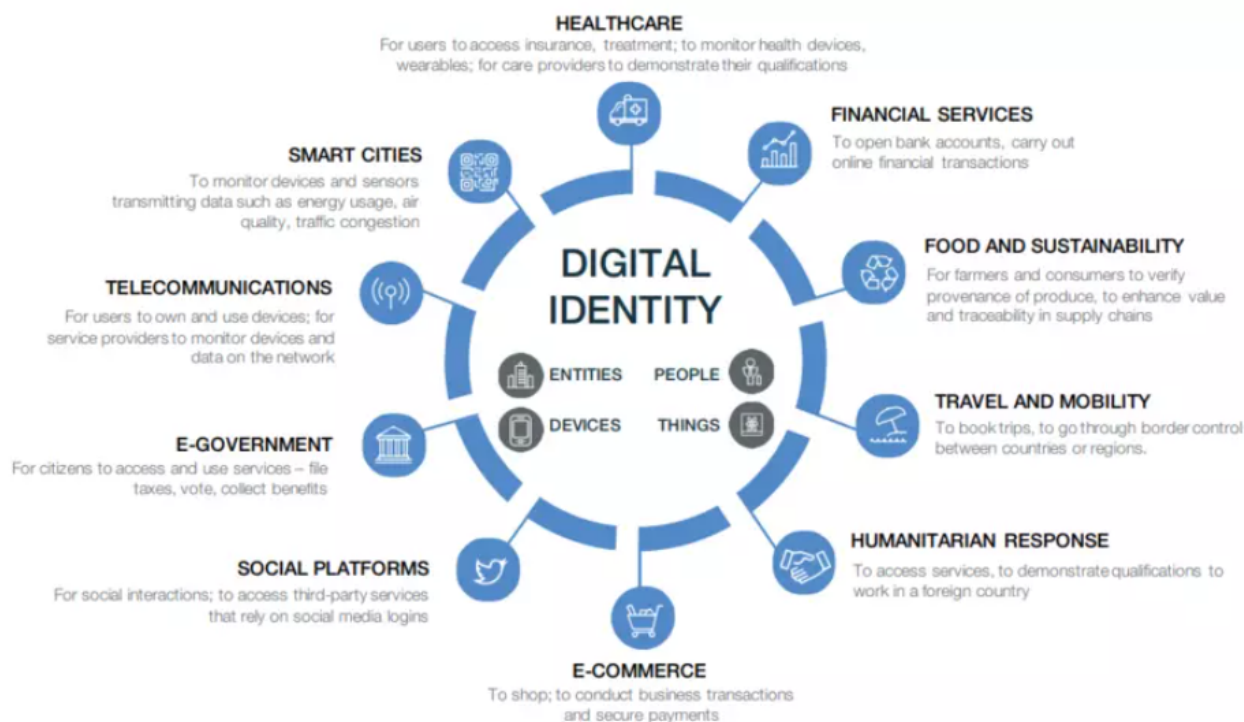 HEALTHCARE
For users to access insurance, treatment; to monitor health devices,
wearables; for care providers to demonstrate their qualifications
FINANCIAL SERVICES
To open bank accounts, carry out
online financial transactions
FOOD AND SUSTAINABILITY
For farmers and consumers to verify
provenance of produce, to enhance value
and traceability in supply chains
TRAVEL AND MOBILITY
To book trips, to go through border control
between countries or regions.
HUMANITARIAN RESPONSE
To access services, to demonstrate qualifications to
work in a foreign country
E-COMMERCE
To shop; to conduct business transactions
and secure payments
SOCIAL PLATFORMS
For social interactions; to access third-party services
that rely on social media logins
E-GOVERNMENT
For citizens to access and use services – file
taxes, vote, collect benefits
TELECOMMUNICATIONS
For users to own and use devices; for
service providers to monitor devices and
data on the network
SMART CITIES
To monitor devices and sensors
transmitting data such as energy usage, air
quality, traffic congestion
DIGITAL
IDENTITY
ENTITIES
PEOPLE
DEVICES
THINGS